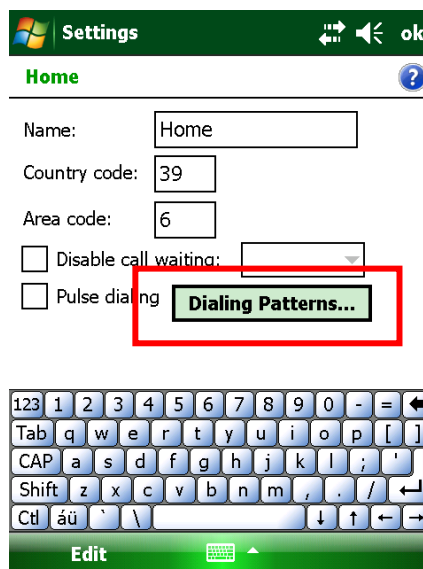 Settings ok
Home ?
Name: Home
Country code: 39
Area code: 6
Disable call waiting:
Pulse dialing Dialing Patterns...
123 1 2 3 4 5 6 7 8 9 0 - =
Tab q w e r t y u i o p [ ]
CAP a s d f g h j k l ; '
Shift z x c v b n m , . /
Ctl áü ` \
Edit